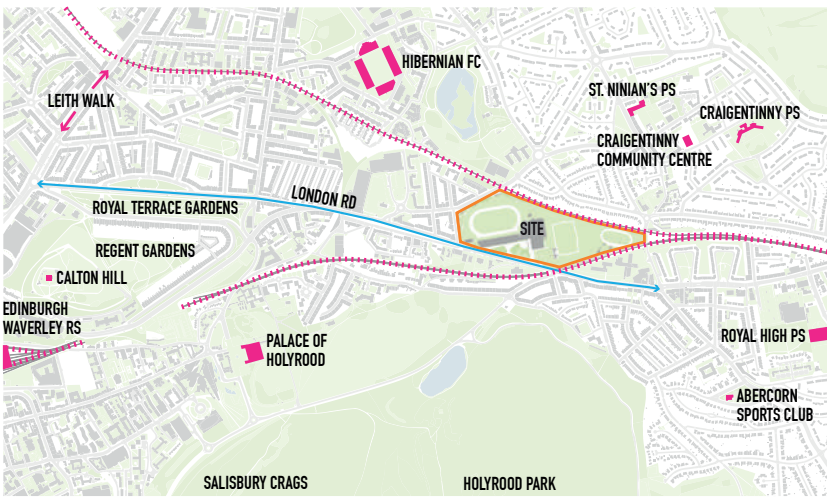 HIBERNIAN FC
LEITH WALK
ST. NINIAN'S PS
CRAIGENTINNY PS
CRAIGENTINNY
COMMUNITY CENTRE
LONDON RD
ROYAL TERRACE GARDENS
SITE
REGENT GARDENS
CALTON HILL
EDINBURGH
WAVERLEY RS
PALACE OF
HOLYROOD
ROYAL HIGH PS
ABERCORN
SPORTS CLUB
SALISBURY CRAGS
HOLYROOD PARK